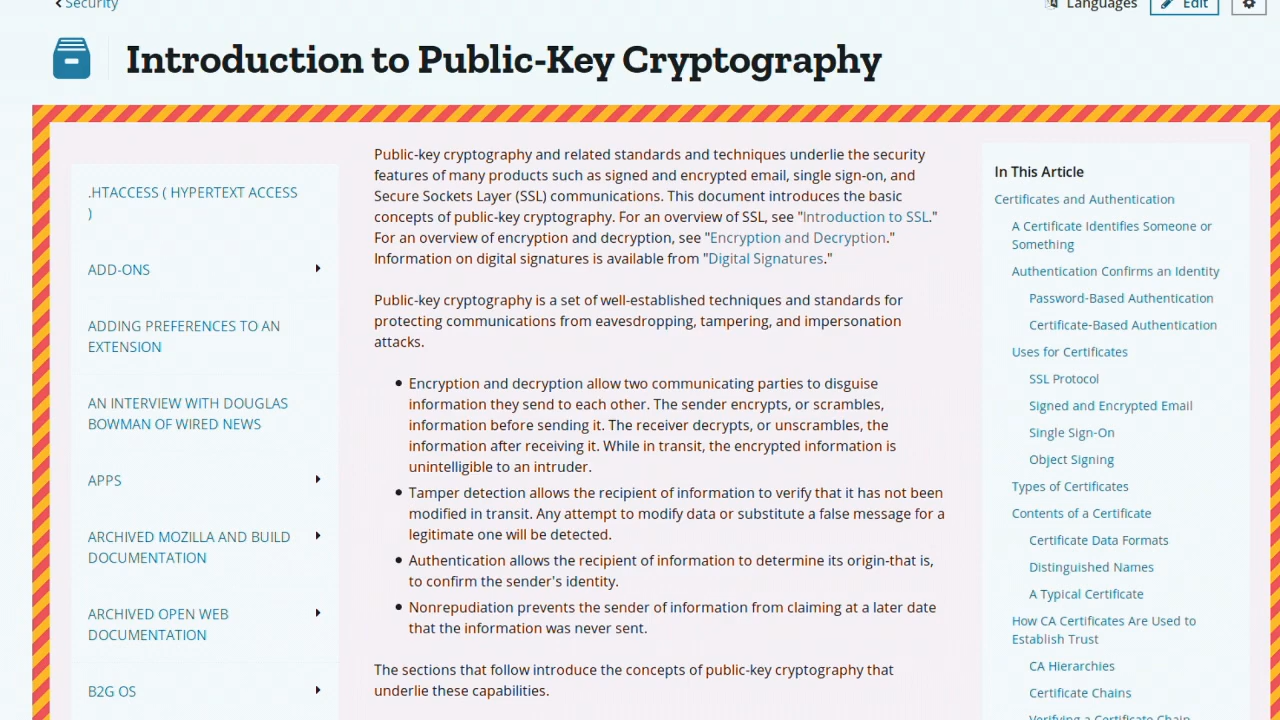 Security
Languages
Edit
Introduction to Public-Key Cryptography
.HTACCESS ( HYPERTEXT ACCESS
)
ADD-ONS
ADDING PREFERENCES TO AN
EXTENSION
AN INTERVIEW WITH DOUGLAS
BOWMAN OF WIRED NEWS
APPS
ARCHIVED MOZILLA AND BUILD
DOCUMENTATION
ARCHIVED OPEN WEB
DOCUMENTATION
B2G OS
Public-key cryptography and related standards and techniques underlie the security
features of many products such as signed and encrypted email, single sign-on, and
Secure Sockets Layer (SSL) communications. This document introduces the basic
concepts of public-key cryptography. For an overview of SSL, see "Introduction to SSL."
For an overview of encryption and decryption, see "Encryption and Decryption."
Information on digital signatures is available from "Digital Signatures."
Public-key cryptography is a set of well-established techniques and standards for
protecting communications from eavesdropping, tampering, and impersonation
attacks.
Encryption and decryption allow two communicating parties to disguise
information they send to each other. The sender encrypts, or scrambles,
information before sending it. The receiver decrypts, or unscrambles, the
information after receiving it. While in transit, the encrypted information is
unintelligible to an intruder.
Tamper detection allows the recipient of information to verify that it has not been
modified in transit. Any attempt to modify data or substitute a false message for a
legitimate one will be detected.
Authentication allows the recipient of information to determine its origin-that is,
to confirm the sender's identity.
Nonrepudiation prevents the sender of information from claiming at a later date
that the information was never sent.
The sections that follow introduce the concepts of public-key cryptography that
underlie these capabilities.
In This Article
Certificates and Authentication
A Certificate Identifies Someone or
Something
Authentication Confirms an Identity
Password-Based Authentication
Certificate-Based Authentication
Uses for Certificates
SSL Protocol
Signed and Encrypted Email
Single Sign-On
Object Signing
Types of Certificates
Contents of a Certificate
Certificate Data Formats
Distinguished Names
A Typical Certificate
How CA Certificates Are Used to
Establish Trust
CA Hierarchies
Certificate Chains
Verifying a Certificate Chain